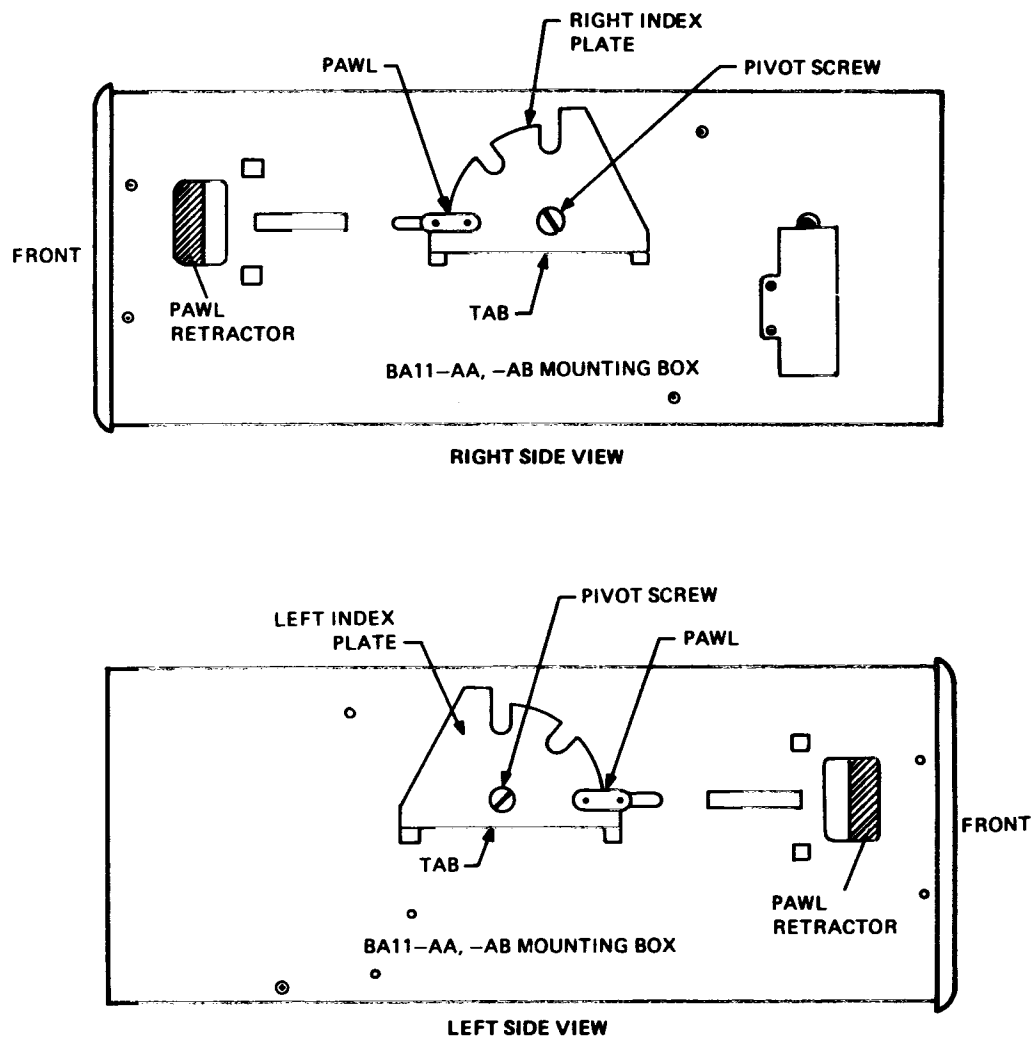 RIGHT INDEX
PLATE
PAWL
PIVOT SCREW
FRONT
PAWL
RETRACTOR
TAB
BA11–AA, –AB MOUNTING BOX
RIGHT SIDE VIEW
PIVOT SCREW
LEFT INDEX
PLATE
PAWL
FRONT
TAB
PAWL
RETRACTOR
BA11–AA, –AB MOUNTING BOX
LEFT SIDE VIEW